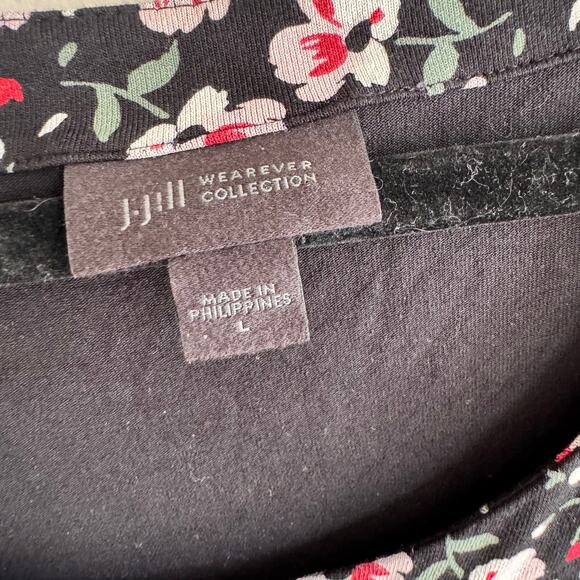 J.Jill WEAREVER
COLLECTION
MADE IN
PHILIPPINES
L